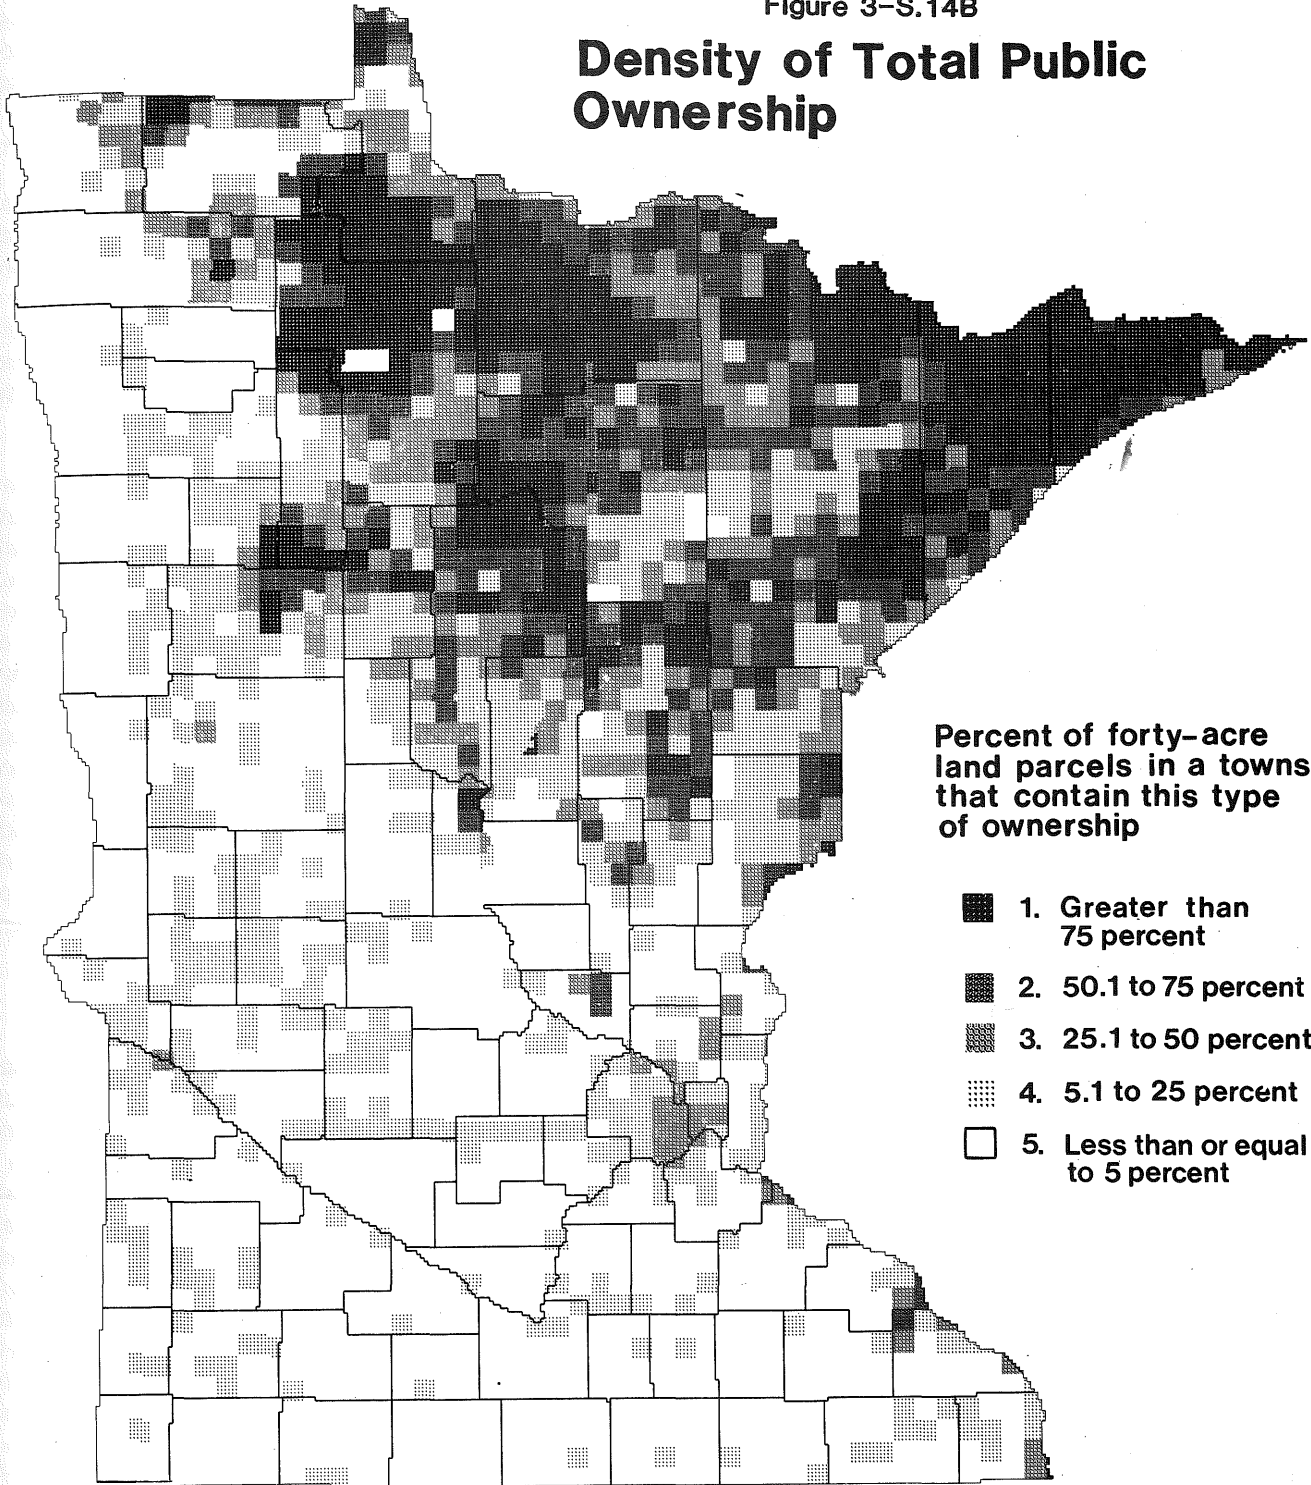 Figure 3-S.14B
Density of Total Public
Ownership
Percent of forty-acre
land parcels in a towns
that contain this type
of ownership
1. Greater than
75 percent
2. 50.1 to 75 percent
3. 25.1 to 50 percent
4. 5.1 to 25 percent
5. Less than or equal
to 5 percent